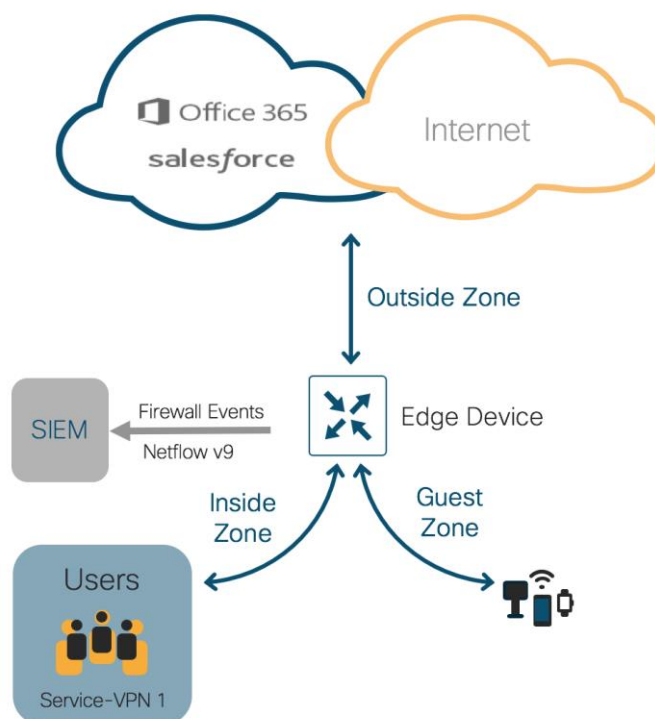 Office 365
salesforce
Internet
Outside Zone
SIEM
Firewall Events
Netflow v9
Edge Device
Inside
Zone
Guest
Zone
Users
Service-VPN 1